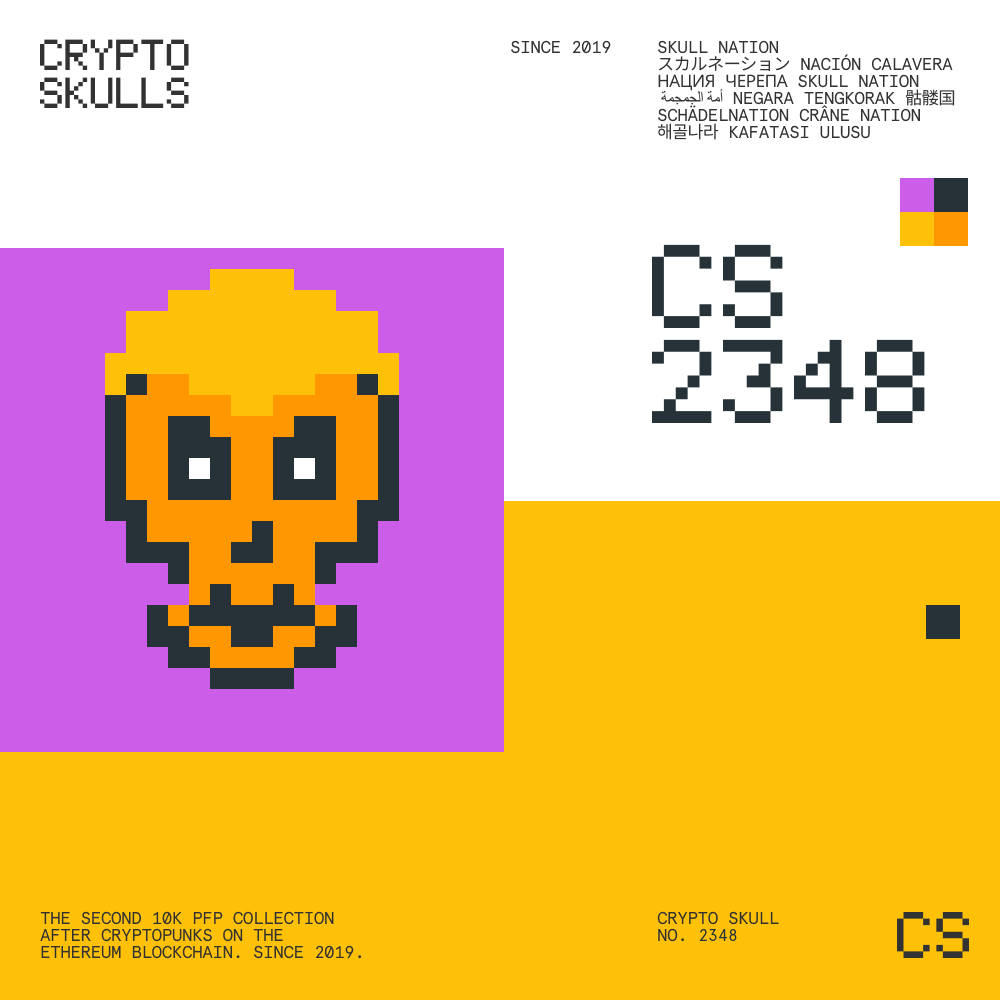 CRYPTO
SKULLS
SINCE 2019
SKULL NATION
スカルネーション NACIÓN CALAVERA
НАЦИЯ ЧЕРЕПА SKULL NATION
أمة الجمجمة NEGARA TENGKORAK 骷髅国
SCHÄDELNATION CRÂNE NATION
해골나라 KAFATASI ULUSU
CS
2348
THE SECOND 10K PFP COLLECTION
AFTER CRYPTOPUNKS ON THE
ETHEREUM BLOCKCHAIN. SINCE 2019.
CRYPTO SKULL
NO. 2348
CS